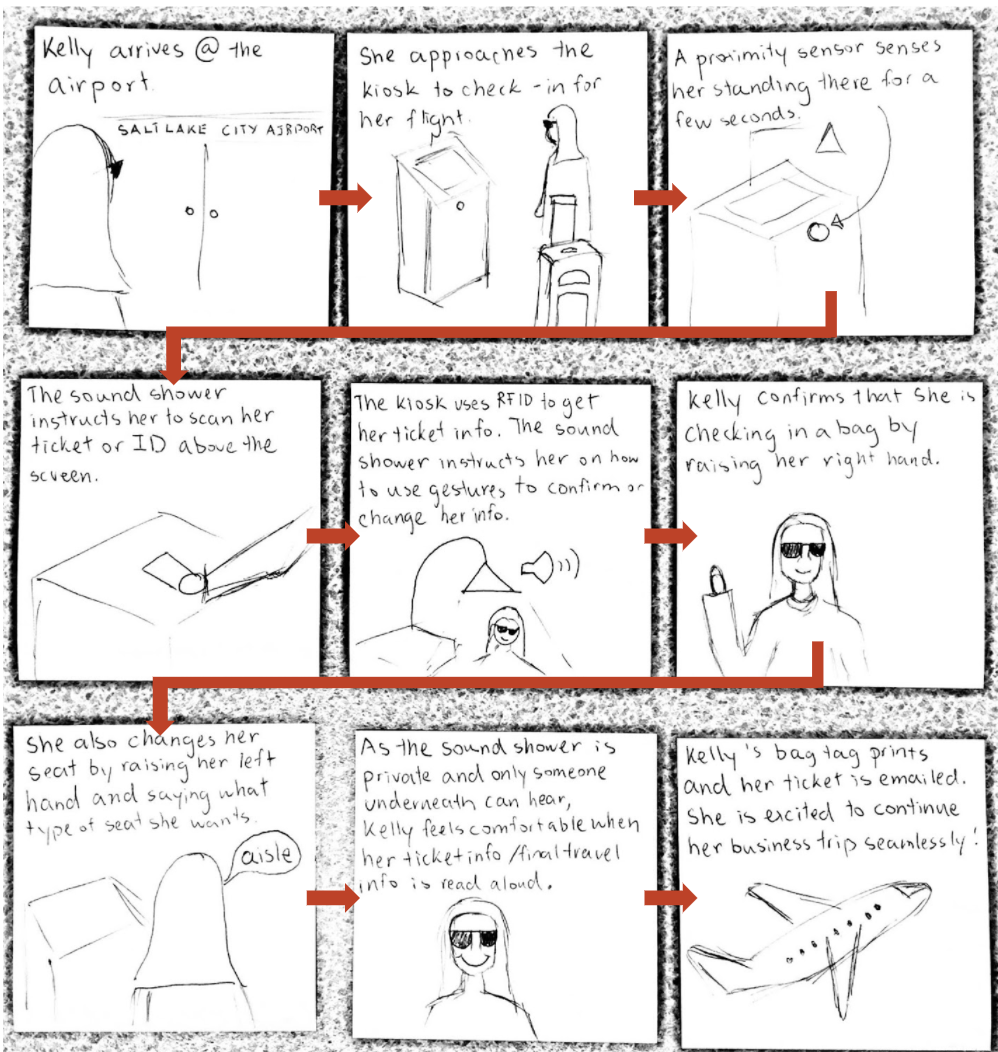 Kelly arrives @ the
airport.
SALT LAKE CITY AIRPORT
She approaches the
kiosk to check-in for
her flight.
A proximity sensor senses
her standing there for a
few seconds.
The sound shower
instructs her to scan her
ticket or ID above the
screen.
The kiosk uses RFID to get
her ticket info. The sound
shower instructs her on how
to use gestures to confirm or
change her info.
Kelly confirms that she is
checking in a bag by
raising her right hand.
She also changes her
seat by raising her left
hand and saying what
type of seat she wants.
aisle
As the sound shower is
private and only someone
underneath can hear,
Kelly feels comfortable when
her ticket info/final travel
info is read aloud.
Kelly's bag tag prints
and her ticket is emailed.
She is excited to continue
her business trip seamlessly!